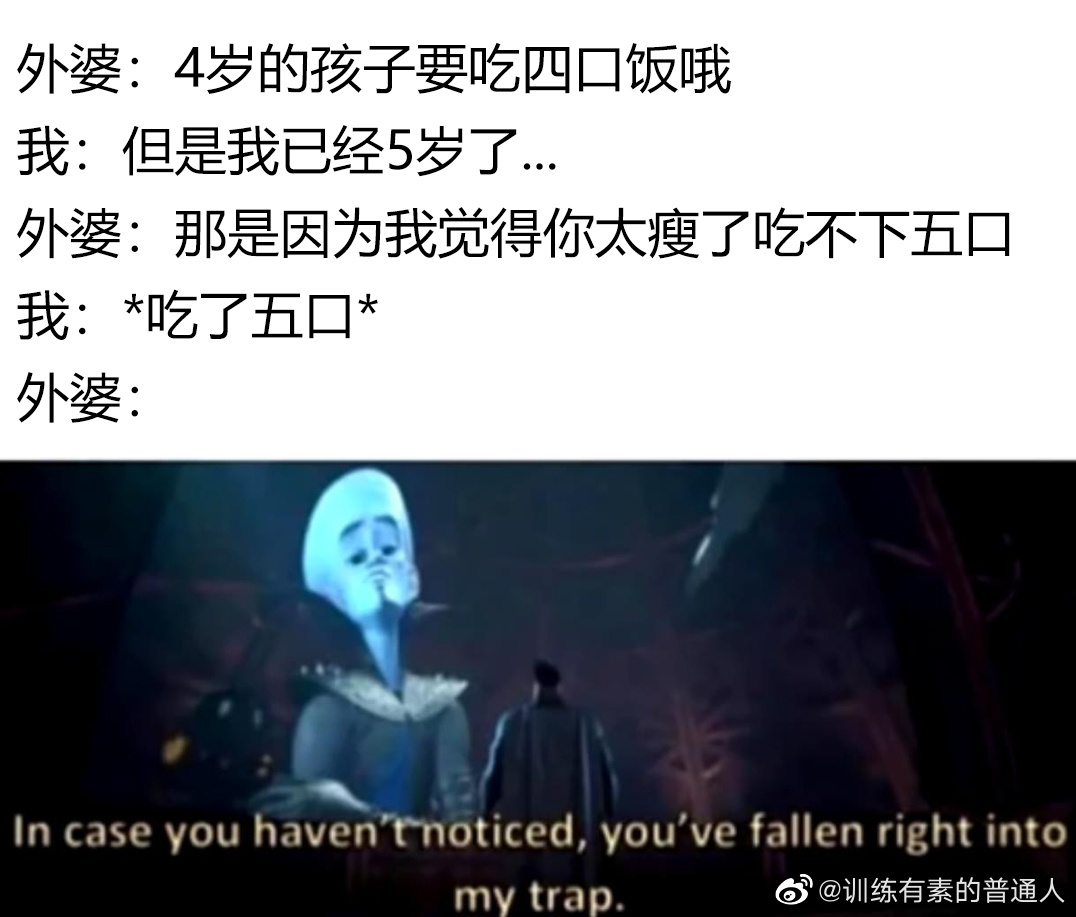 外婆：4岁的孩子要吃四口饭哦
我：但是我已经5岁了...
外婆：那是因为我觉得你太瘦了吃不下五口
我：*吃了五口*
外婆：
In case you haven't noticed, you've fallen right into
my trap.
@训练有素的普通人